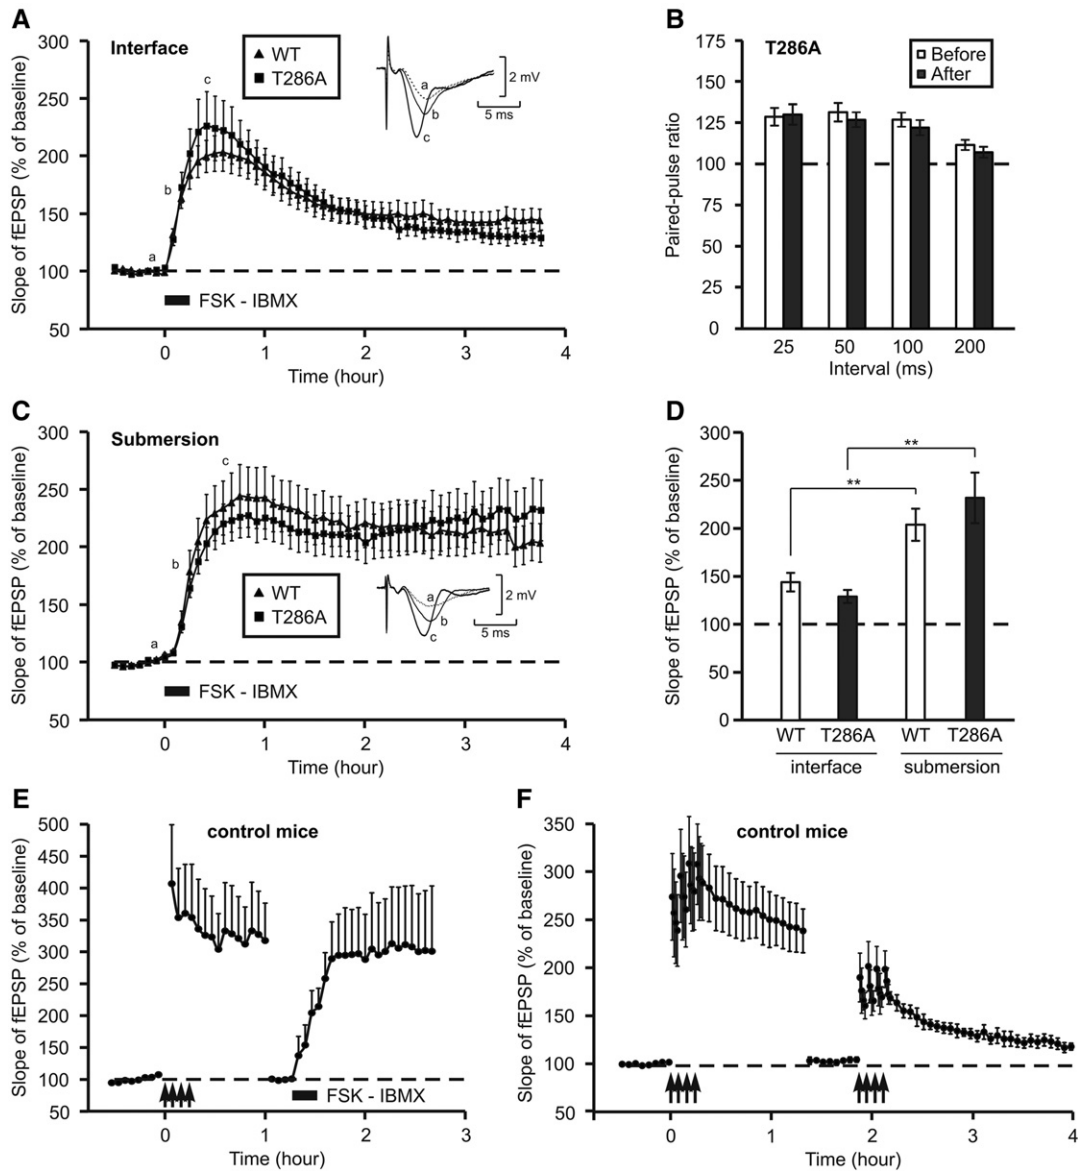 A
Interface
WT
T286A
Slope of fEPSP (% of baseline)
300
250
200
150
100
50
a
b
c
a
b
c
2 mV
5 ms
FSK - IBMX
0 1 2 3 4
Time (hour)
B
T286A
Before
After
Paired-pulse ratio
175
150
125
100
75
50
25
0
25 50 100 200
Interval (ms)
C
Submersion
WT
T286A
Slope of fEPSP (% of baseline)
300
250
200
150
100
50
a
b
c
a
b
c
2 mV
5 ms
FSK - IBMX
0 1 2 3 4
Time (hour)
D
Slope of fEPSP (% of baseline)
300
250
200
150
100
50
0
**
**
WT T286A WT T286A
interface submersion
E
control mice
Slope of fEPSP (% of baseline)
500
450
400
350
300
250
200
150
100
50
FSK - IBMX
0 1 2 3
Time (hour)
F
control mice
Slope of fEPSP (% of baseline)
350
300
250
200
150
100
50
0 1 2 3 4
Time (hour)